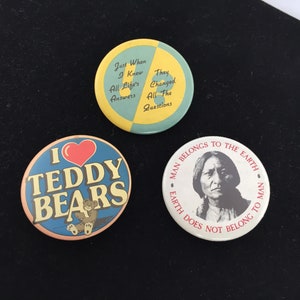 Just When
I Knew
All Life's
Answers
They
Changed
All The
Questions
I
TEDDY
BEARS
MAN BELONGS TO THE EARTH
EARTH DOES NOT BELONG TO MAN